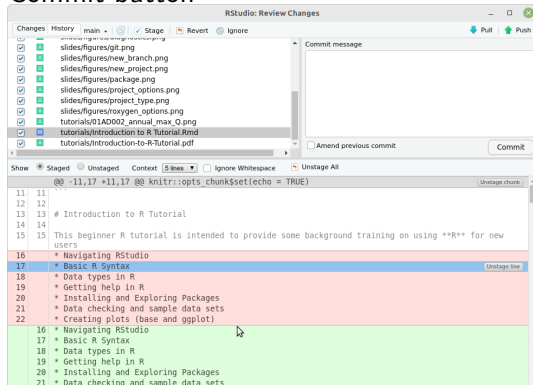 Commit button
RStudio: Review Changes
Changes History main Stage Revert Ignore Pull Push
slides/figures/diagnostics.png
slides/figures/git.png
slides/figures/new_branch.png
slides/figures/new_project.png
slides/figures/package.png
slides/figures/project_options.png
slides/figures/project_type.png
slides/figures/roxygen_options.png
tutorials/01AD002_annual_max_Q.png
tutorials/Introduction to R Tutorial.Rmd
tutorials/Introduction-to-R-Tutorial.pdf
Commit message
Amend previous commit Commit
Show Staged Unstaged Context 5 lines Ignore Whitespace Unstage All
@@ -11,17 +11,17 @@ knitr::opts_chunk$set(echo = TRUE) Unstage chunk
11 11 ```
12 12
13 13 # Introduction to R Tutorial
14 14
15 15 This beginner R tutorial is intended to provide some background training on using **R** for new
users
16 * Navigating RStudio
17 * Basic R Syntax Unstage line
18 * Data types in R
19 * Getting help in R
20 * Installing and Exploring Packages
21 * Data checking and sample data sets
22 * Creating plots (base and ggplot)
16 * Navigating RStudio
17 * Basic R Syntax
18 * Data types in R
19 * Getting help in R
20 * Installing and Exploring Packages
21 * Data checking and sample data sets